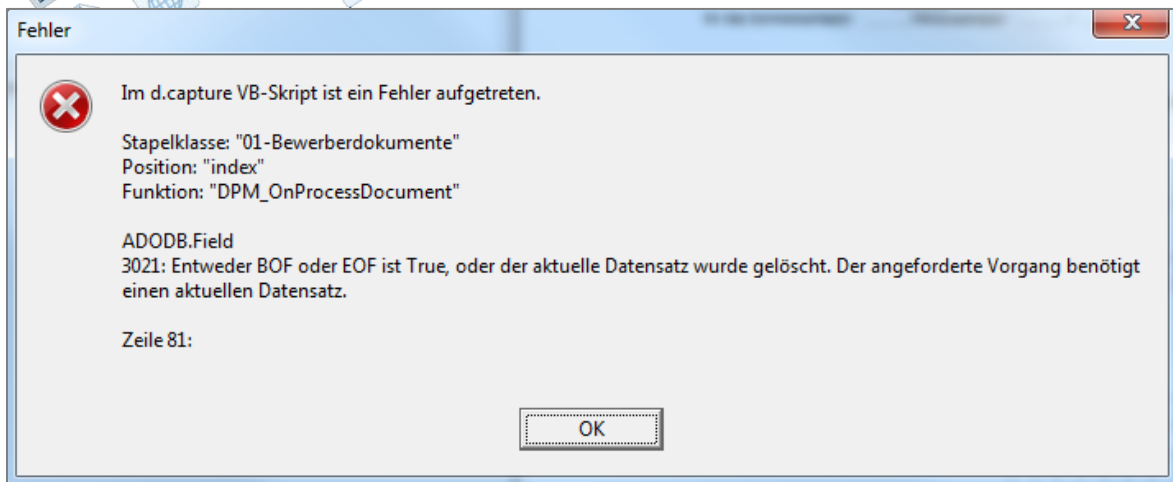 Fehler
Im d.capture VB-Skript ist ein Fehler aufgetreten.
Stapelklasse: "01-Bewerberdokumente"
Position: "index"
Funktion: "DPM_OnProcessDocument"
ADODB.Field
3021: Entweder BOF oder EOF ist True, oder der aktuelle Datensatz wurde gelöscht. Der angeforderte Vorgang benötigt
einen aktuellen Datensatz.
Zeile 81:
OK